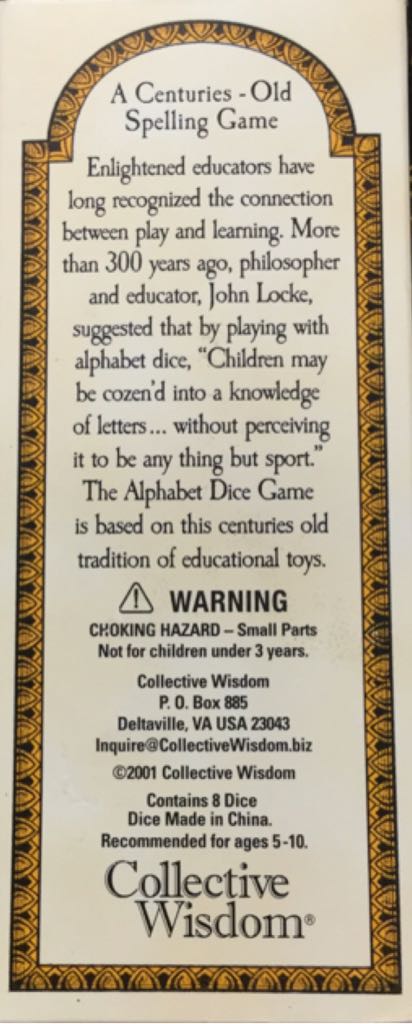 A Centuries - Old
Spelling Game
Enlightened educators have
long recognized the connection
between play and learning. More
than 300 years ago, philosopher
and educator, John Locke,
suggested that by playing with
alphabet dice, “Children may
be cozen'd into a knowledge
of letters... without perceiving
it to be any thing but sport.”
The Alphabet Dice Game
is based on this centuries old
tradition of educational toys.
⚠ WARNING
CHOKING HAZARD – Small Parts
Not for children under 3 years.
Collective Wisdom
P. O. Box 885
Deltaville, VA USA 23043
Inquire@CollectiveWisdom.biz
©2001 Collective Wisdom
Contains 8 Dice
Dice Made in China.
Recommended for ages 5-10.
Collective
Wisdom®